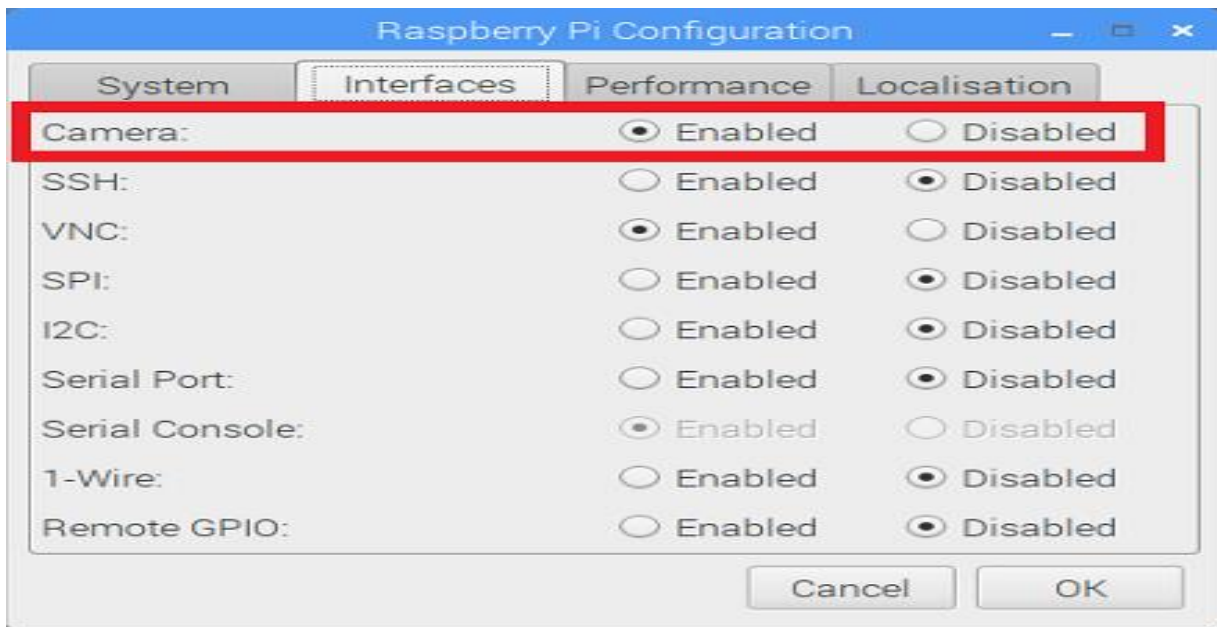 Raspberry Pi Configuration
System Interfaces Performance Localisation
Camera: Enabled Disabled
SSH: Enabled Disabled
VNC: Enabled Disabled
SPI: Enabled Disabled
I2C: Enabled Disabled
Serial Port: Enabled Disabled
Serial Console: Enabled Disabled
1-Wire: Enabled Disabled
Remote GPIO: Enabled Disabled
Cancel OK